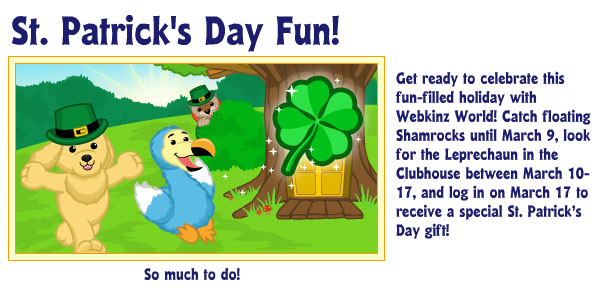 St. Patrick's Day Fun!
Get ready to celebrate this
fun-filled holiday with
Webkinz World! Catch floating
Shamrocks until March 9, look
for the Leprechaun in the
Clubhouse between March 10-
17, and log in on March 17 to
receive a special St. Patrick's
Day gift!
So much to do!